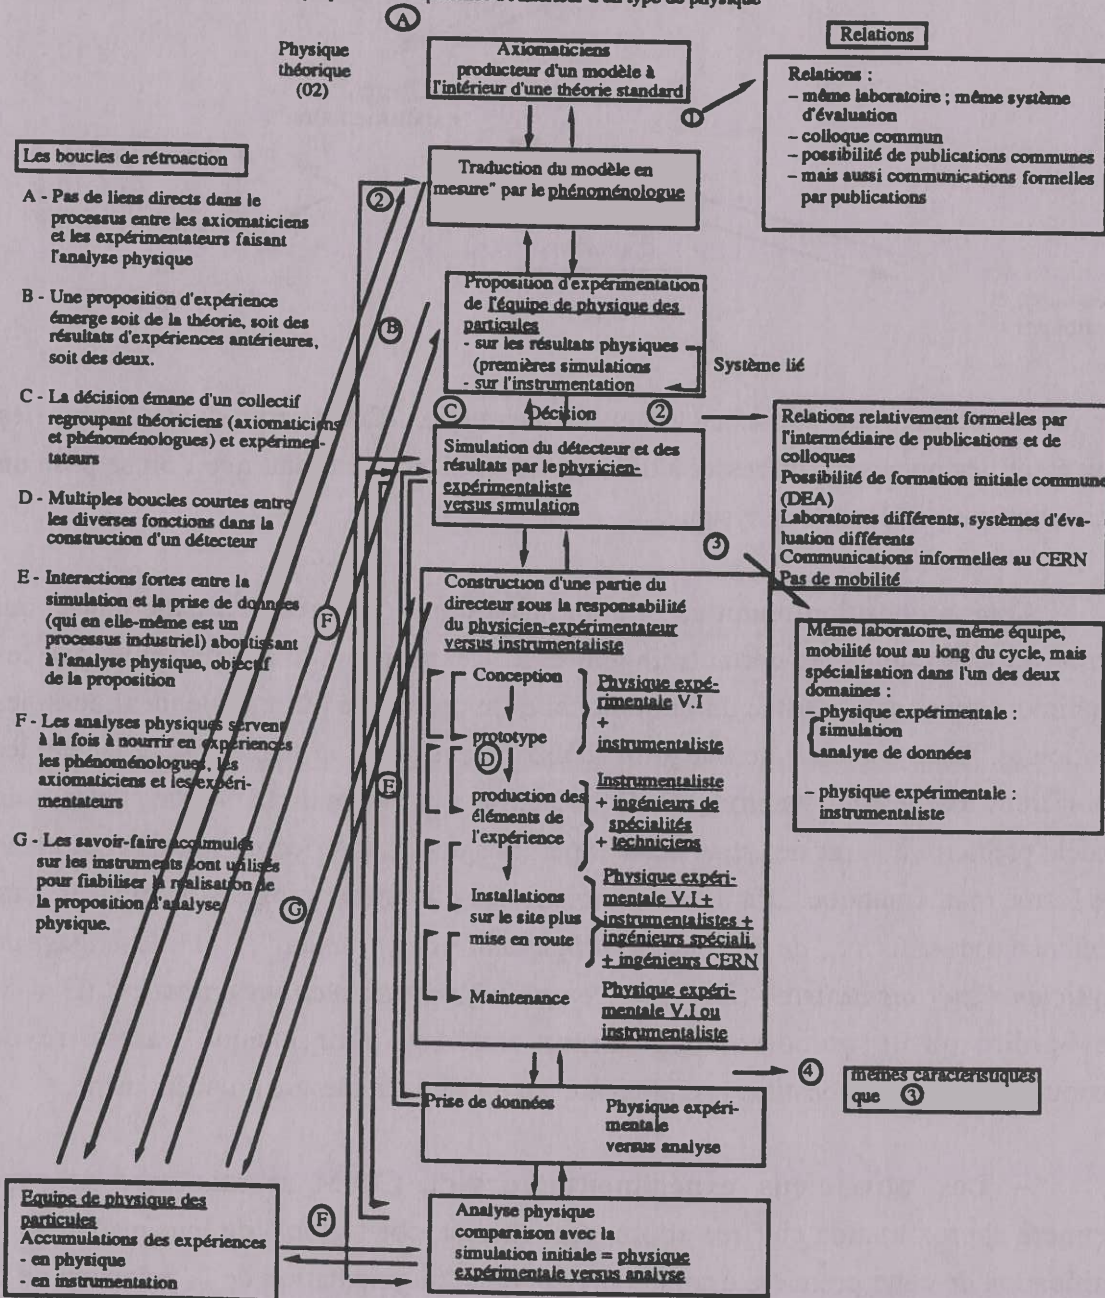 d'un type de physique
A
Physique
théorique
(02)
Axiomaticiens
producteur d'un modèle à
l'intérieur d'une théorie standard
Relations
1
Relations :
– même laboratoire ; même système
d'évaluation
– colloque commun
– possibilité de publications communes
– mais aussi communications formelles
par publications
Les boucles de rétroaction
A - Pas de liens directs dans le
processus entre les axiomaticiens
et les expérimentateurs faisant
l'analyse physique
B - Une proposition d'expérience
émerge soit de la théorie, soit des
résultats d'expériences antérieures,
soit des deux.
C - La décision émane d'un collectif
regroupant théoriciens (axiomaticiens
et phénoménologues) et expérimen-
tateurs
D - Multiples boucles courtes entre
les diverses fonctions dans la
construction d'un détecteur
E - Interactions fortes entre la
simulation et la prise de données
(qui en elle-même est un
processus industriel) aboutissant
à l'analyse physique, objectif
de la proposition
F - Les analyses physiques servent
à la fois à nourrir en expériences
les phénoménologues, les
axiomaticiens et les expéri-
mentateurs
G - Les savoir-faire accumulés
sur les instruments sont utilisés
pour fiabiliser la réalisation de
la proposition d'analyse
physique.
2
Traduction du modèle en
mesure" par le phénoménologue
B
Proposition d'expérimentation
de l'équipe de physique des
particules
- sur les résultats physiques
(premières simulations
- sur l'instrumentation
Système lié
C
Décision
2
Relations relativement formelles par
l'intermédiaire de publications et de
colloques
Possibilité de formation initiale commune
(DEA)
Laboratoires différents, systèmes d'éva-
luation différents
Communications informelles au CERN
Pas de mobilité
Simulation du détecteur et des
résultats par le physicien-
expérimentaliste
versus simulation
3
Même laboratoire, même équipe,
mobilité tout au long du cycle, mais
spécialisation dans l'un des deux
domaines :
– physique expérimentale :
simulation
analyse de données
– physique expérimentale :
instrumentaliste
F
Construction d'une partie du
directeur sous la responsabilité
du physicien-expérimentateur
versus instrumentaliste
Conception
Physique expé-
rimentale V.I
+
instrumentaliste
prototype
D
E
production des
éléments de
l'expérience
Instrumentaliste
+ ingénieurs de
spécialités
+ techniciens
G
Installations
sur le site plus
mise en route
Physique expéri-
mentale V.I +
instrumentalistes +
ingénieurs spéciali.
+ ingénieurs CERN
Maintenance
Physique expéri-
mentale V.I ou
instrumentaliste
4
mêmes caractéristiques
que 3
Prise de données
Physique expéri-
mentale
versus analyse
Equipe de physique des
particules
Accumulations des expériences
- en physique
- en instrumentation
F
Analyse physique
comparaison avec la
simulation initiale = physique
expérimentale versus analyse